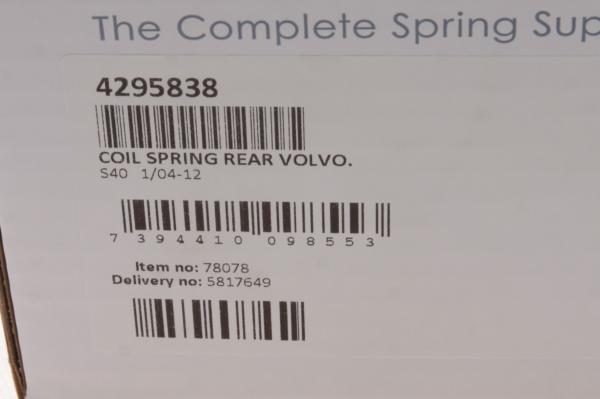 The Complete Spring Sup
4295838
COIL SPRING REAR VOLVO.
S40 1/04-12
7 394410 098553
Item no: 78078
Delivery no: 5817649